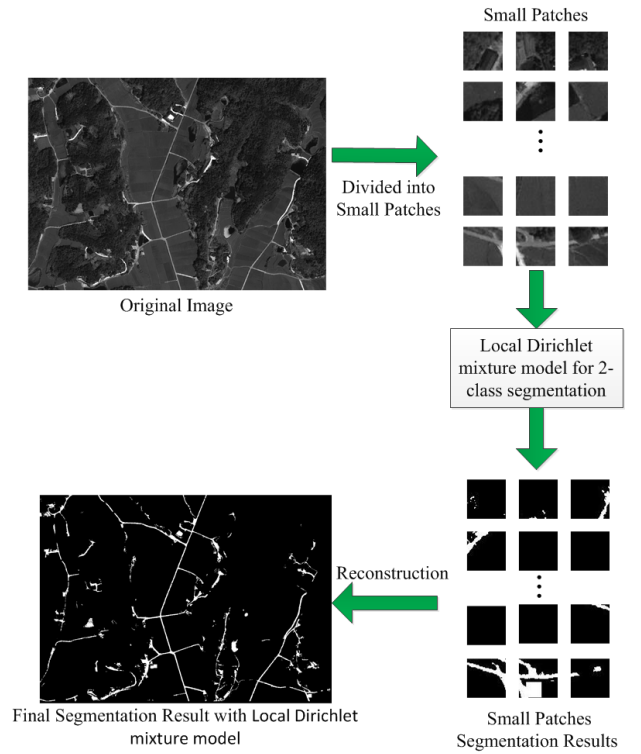 Small Patches
Divided into
Small Patches
Original Image
Local Dirichlet
mixture model for 2-
class segmentation
Reconstruction
Final Segmentation Result with Local Dirichlet
mixture model
Small Patches
Segmentation Results